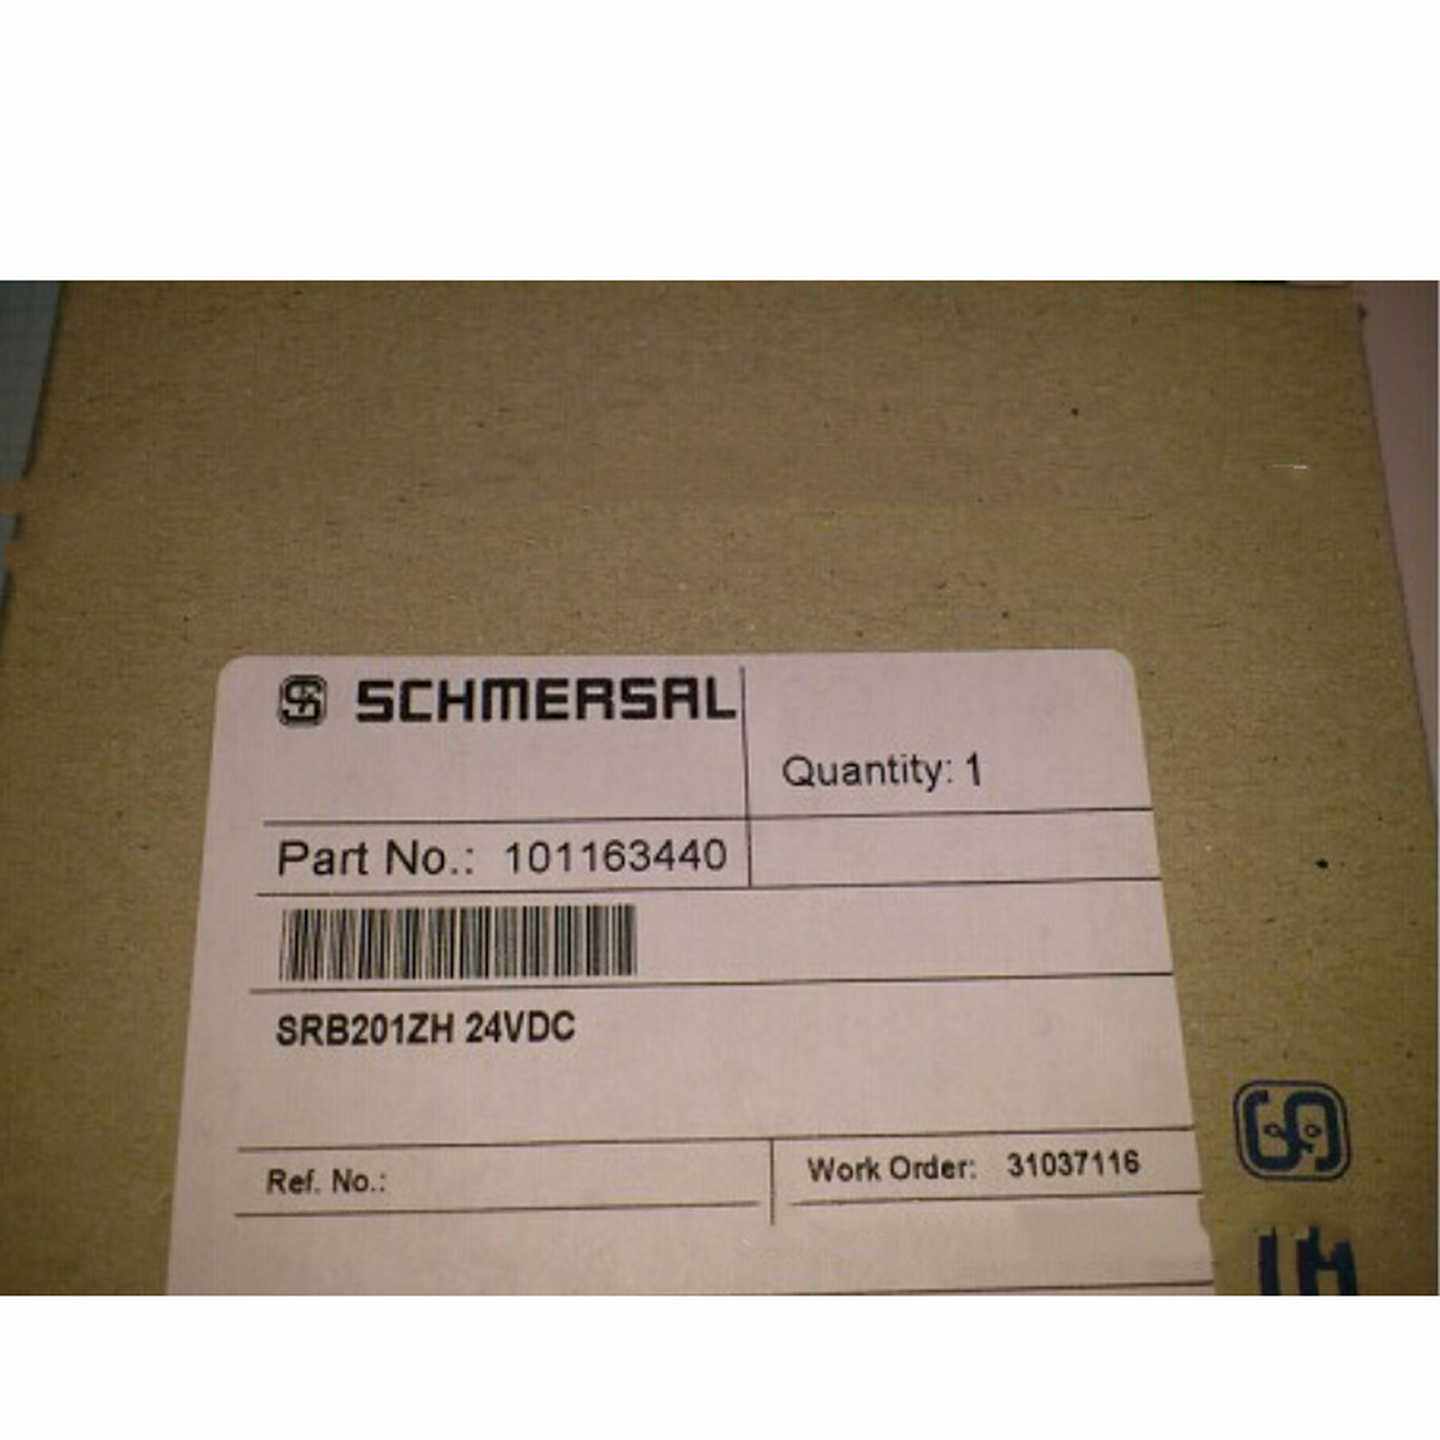 SCHMERSAL
Quantity: 1
Part No.: 101163440
SRB201ZH 24VDC
Ref. No.:
Work Order: 31037116